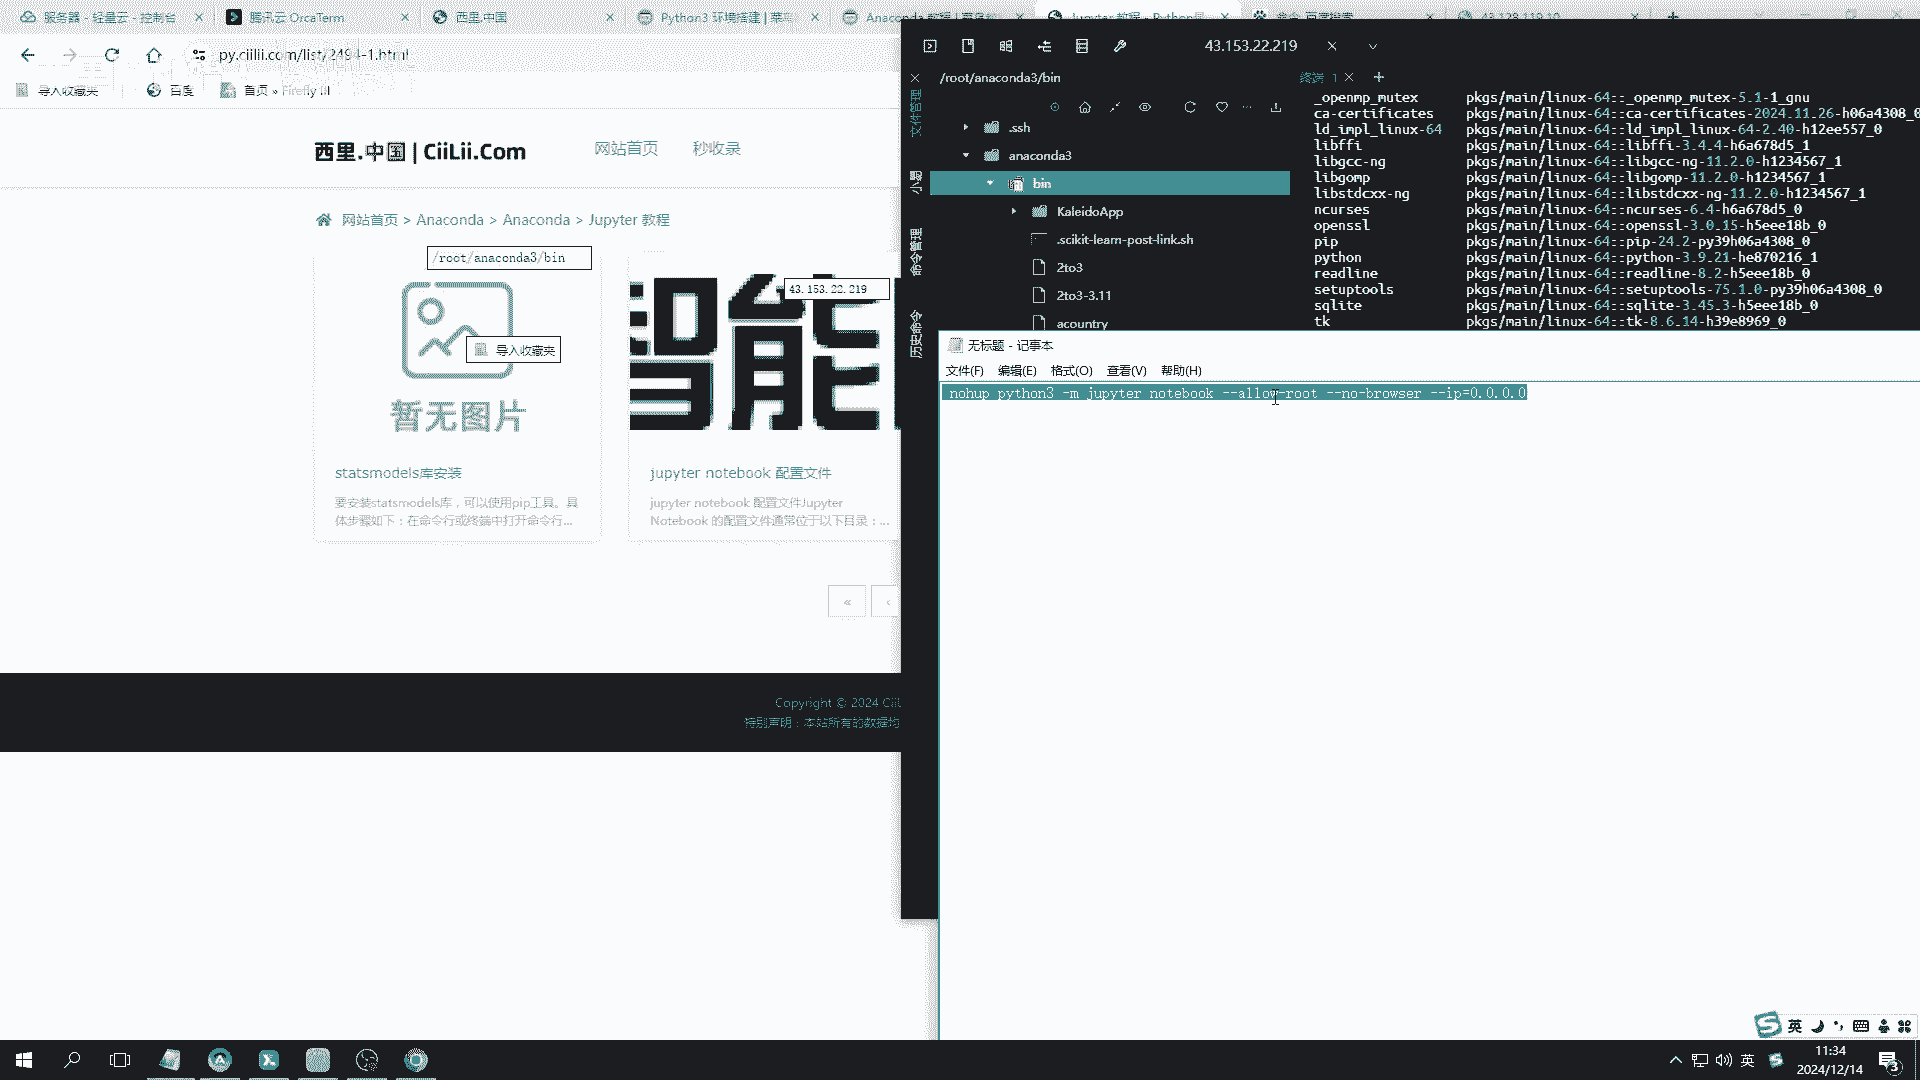 服务器 - 轻量云 - 控制台
腾讯云 OrcaTerm
西里.中国
Python3 环境搭建 | 菜鸟
Anaconda 教程 | 菜鸟
Jupyter 教程 - Python
命令_百度搜索
43.128.119.10
py.ciilii.com/list/2494-1.html
导入收藏夹
百度
首页 » Firefly III
西里.中国 | CiiLii.Com
网站首页
秒收录
网站首页 > Anaconda > Anaconda > Jupyter 教程
/root/anaconda3/bin
43.153.22.219
导入收藏夹
暂无图片
智能
statsmodels库安装
要安装statsmodels库，可以使用pip工具。具
体步骤如下：在命令行或终端中打开命令行...
jupyter notebook 配置文件
jupyter notebook 配置文件Jupyter
Notebook 的配置文件通常位于以下目录：...
«
‹
Copyright © 2024 CiiL
特别声明：本站所有的数据均
43.153.22.219
/root/anaconda3/bin
文件管理
命令管理
历史命令
.ssh
anaconda3
bin
KaleidoApp
.scikit-learn-post-link.sh
2to3
2to3-3.11
acountry
终端 1
_openmp_mutex pkgs/main/linux-64::_openmp_mutex-5.1-1_gnu
ca-certificates pkgs/main/linux-64::ca-certificates-2024.11.26-h06a4308_0
ld_impl_linux-64 pkgs/main/linux-64::ld_impl_linux-64-2.40-h12ee557_0
libffi pkgs/main/linux-64::libffi-3.4.4-h6a678d5_1
libgcc-ng pkgs/main/linux-64::libgcc-ng-11.2.0-h1234567_1
libgomp pkgs/main/linux-64::libgomp-11.2.0-h1234567_1
libstdcxx-ng pkgs/main/linux-64::libstdcxx-ng-11.2.0-h1234567_1
ncurses pkgs/main/linux-64::ncurses-6.4-h6a678d5_0
openssl pkgs/main/linux-64::openssl-3.0.15-h5eee18b_0
pip pkgs/main/linux-64::pip-24.2-py39h06a4308_0
python pkgs/main/linux-64::python-3.9.21-he870216_1
readline pkgs/main/linux-64::readline-8.2-h5eee18b_0
setuptools pkgs/main/linux-64::setuptools-75.1.0-py39h06a4308_0
sqlite pkgs/main/linux-64::sqlite-3.45.3-h5eee18b_0
tk pkgs/main/linux-64::tk-8.6.14-h39e8969_0
无标题 - 记事本
文件(F) 编辑(E) 格式(O) 查看(V) 帮助(H)
nohup python3 -m jupyter notebook --allow-root --no-browser --ip=0.0.0.0
英
英
11:34
2024/12/14
3